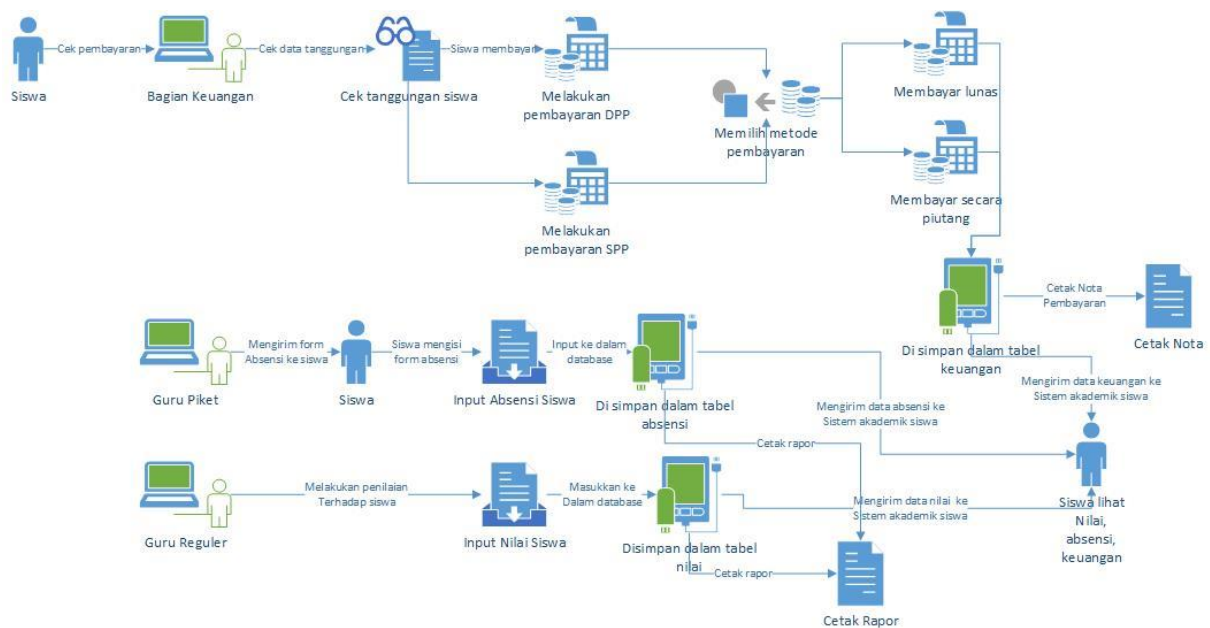 Cek pembayaran
Cek data tanggungan
Siswa membayar
Siswa
Bagian Keuangan
Cek tanggungan siswa
Melakukan
pembayaran DPP
Memilih metode
pembayaran
Membayar lunas
Melakukan
pembayaran SPP
Membayar secara
piutang
Cetak Nota
Pembayaran
Di simpan dalam tabel
keuangan
Cetak Nota
Mengirim data keuangan ke
Sistem akademik siswa
Mengirim form
Absensi ke siswa
Siswa mengisi
form absensi
Input ke dalam
database
Guru Piket
Siswa
Input Absensi Siswa
Di simpan dalam tabel
absensi
Mengirim data absensi ke
Sistem akademik siswa
Cetak rapor
Melakukan penilaian
Terhadap siswa
Masukkan ke
Dalam database
Mengirim data nilai ke
Sistem akademik siswa
Siswa lihat
Nilai,
absensi,
keuangan
Guru Reguler
Input Nilai Siswa
Disimpan dalam tabel
nilai
Cetak rapor
Cetak Rapor